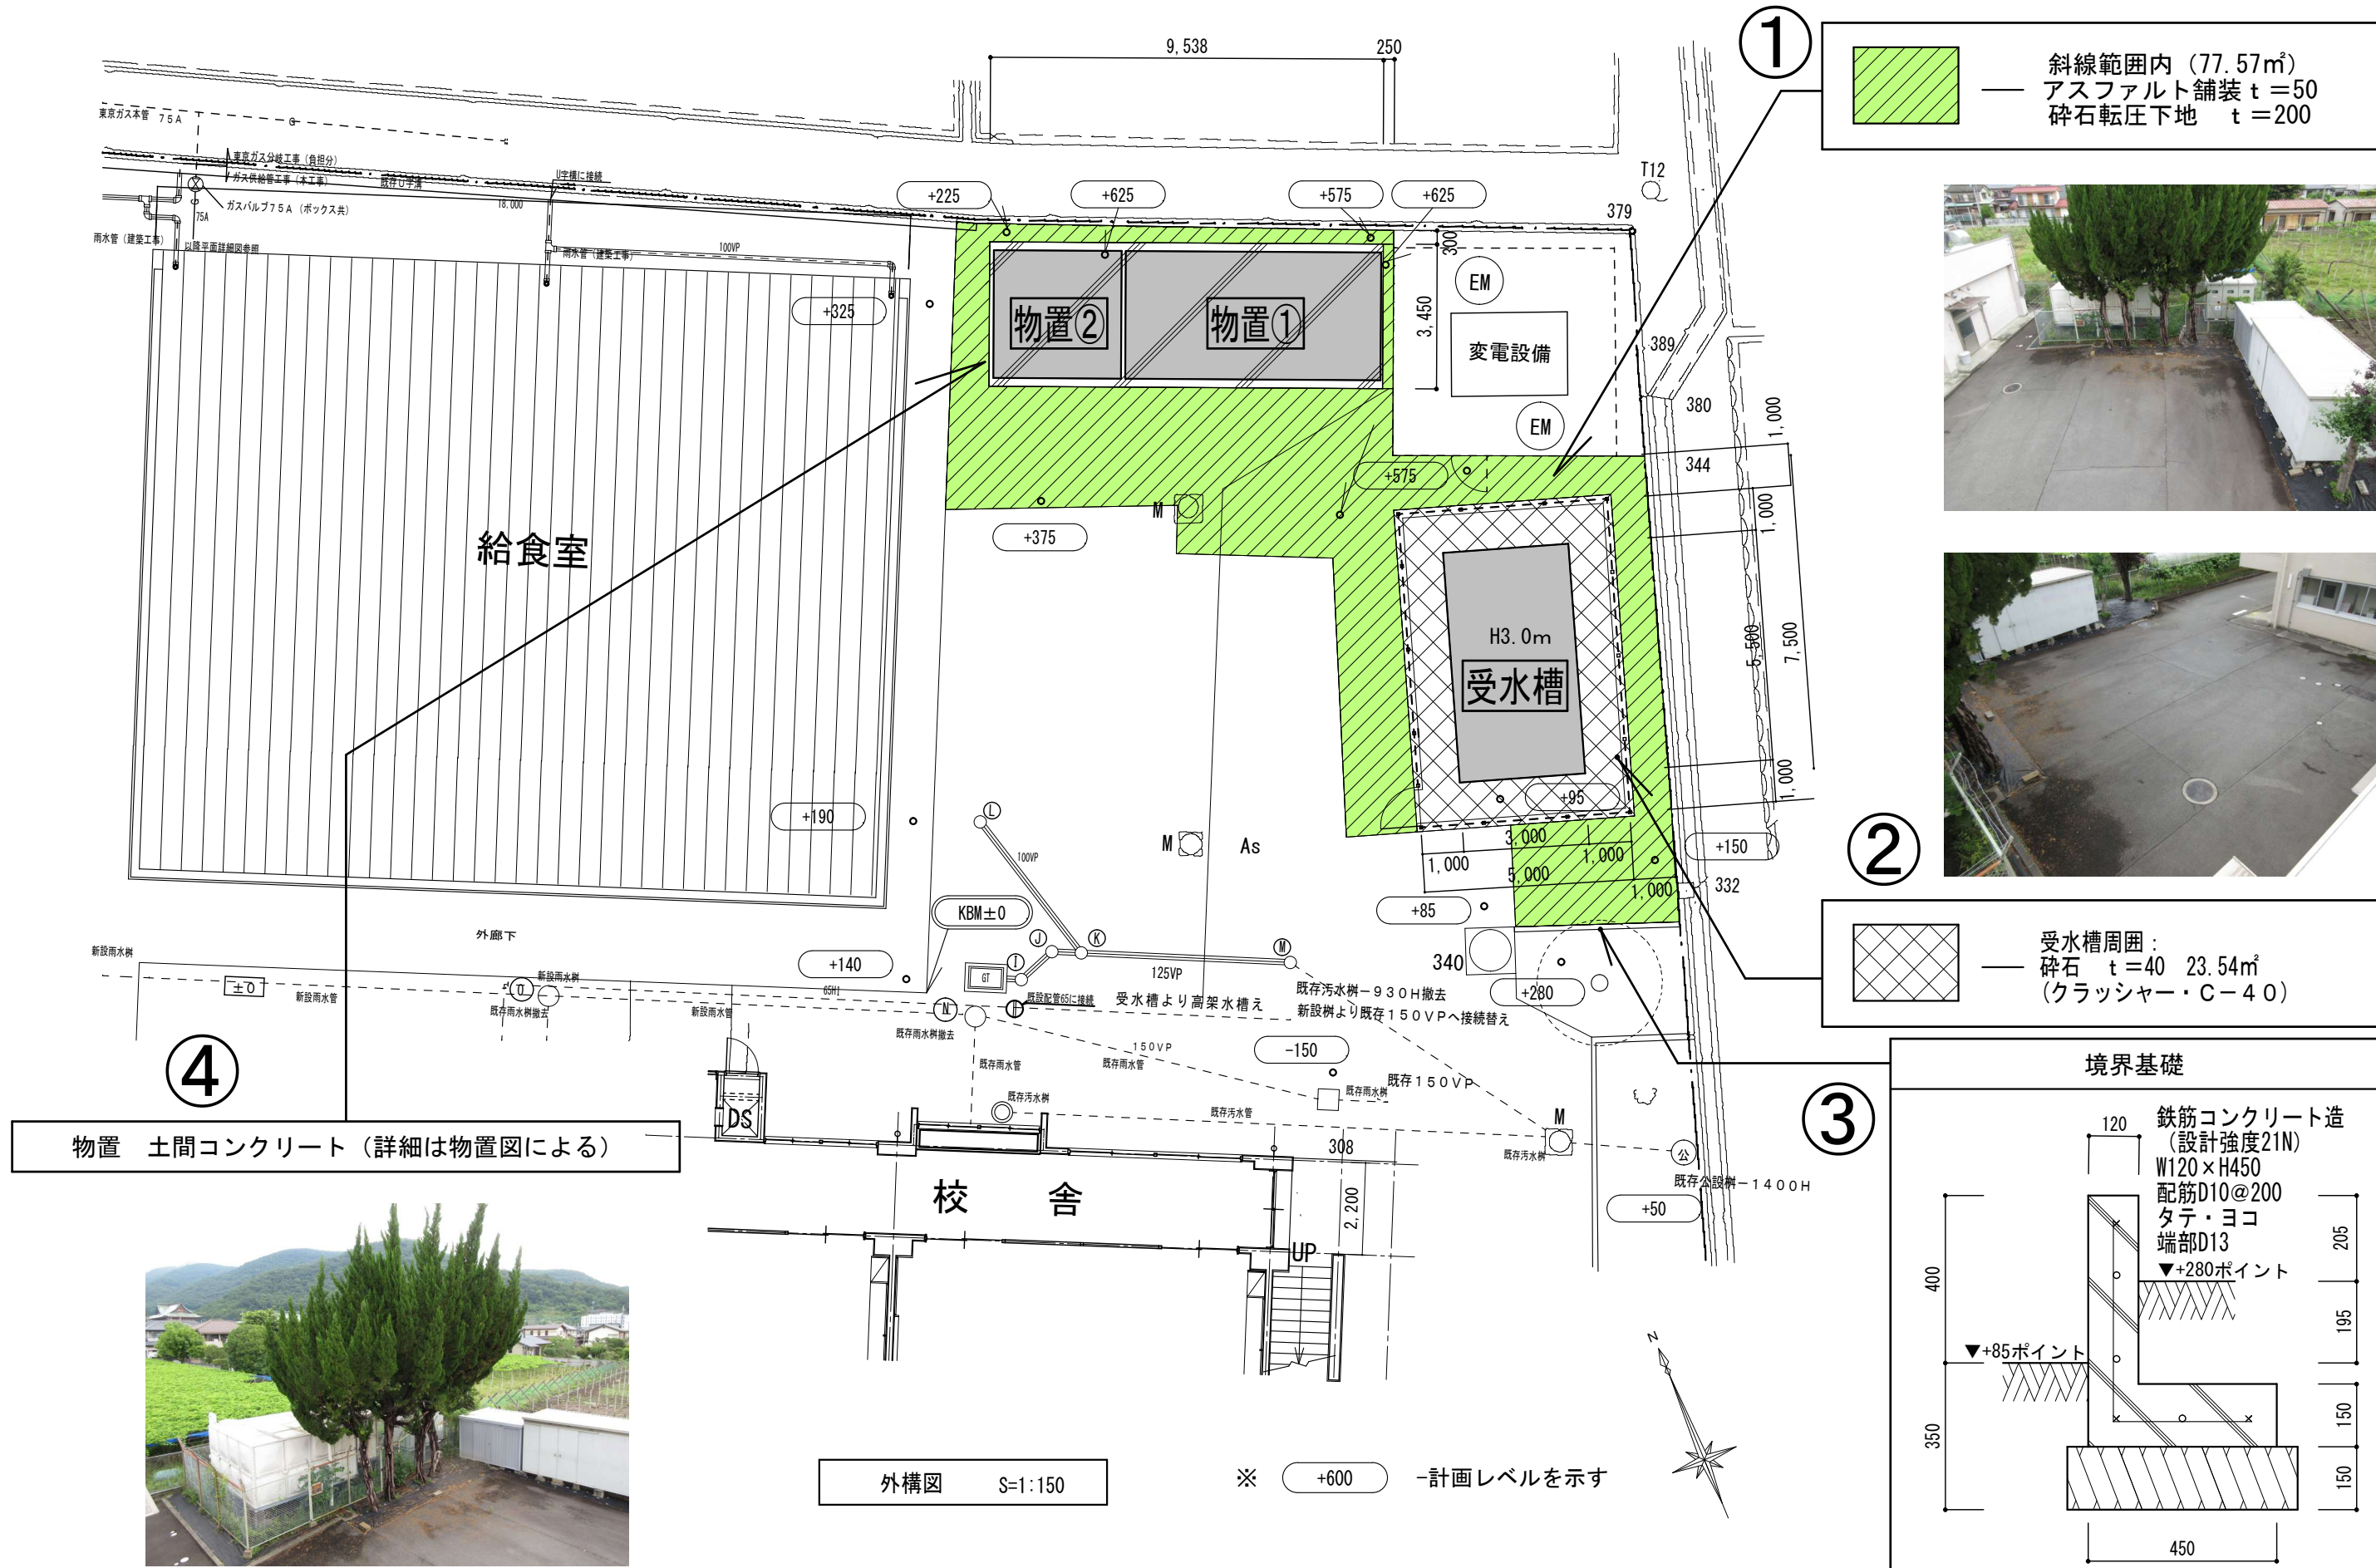 9,538
250
①
斜線範囲内（77.57㎡）
アスファルト舗装ｔ＝50
砕石転圧下地　ｔ＝200
東京ガス本管　７５Ａ
G
東京ガス分岐工事（負担分）
ガス供給管工事（本工事）
既存Ｕ字溝
U字構に接続
ガスバルブ７５Ａ（ボックス共）
75A
18,000
雨水管（建築工事）
以降平面詳細図参照
雨水管（建築工事）
100VP
+225
+625
+575
+625
T12
379
300
3,450
EM
変電設備
EM
389
380
344
1,000
1,000
5,500
7,500
1,000
+325
物置②
物置①
+575
M
+375
給食室
H3.0m
受水槽
+95
+190
3,000
1,000
1,000
5,000
1,000
+150
332
M
As
L
100VP
KBM±0
+85
②
受水槽周囲：
砕石　ｔ＝40　23.54㎡
（クラッシャー・Ｃ－４０）
外廊下
新設雨水桝
±0
新設雨水管
新設雨水桝
既存雨水桝撤去
新設雨水管
+140
65HI
GT
I
J
K
M
125VP
340
+280
N
既設配管65に接続
受水槽より高架水槽え
既存汚水桝－９３０Ｈ撤去
新設桝より既存１５０ＶＰへ接続替え
既存雨水桝撤去
１５０ＶＰ
既存雨水管
既存雨水管
-150
既存１５０ＶＰ
既存雨水桝
既存汚水桝
既存汚水管
M
既存汚水桝
公
既存公設桝－１４００Ｈ
+50
④
物置　土間コンクリート（詳細は物置図による）
DS
校　舎
308
2,200
UP
③
境界基礎
120
鉄筋コンクリート造
（設計強度21N）
W120×H450
配筋D10@200
タテ・ヨコ
端部D13
▼+280ポイント
▼+85ポイント
400
350
205
195
150
150
450
外構図　S=1:150
※
+600
-計画レベルを示す
N